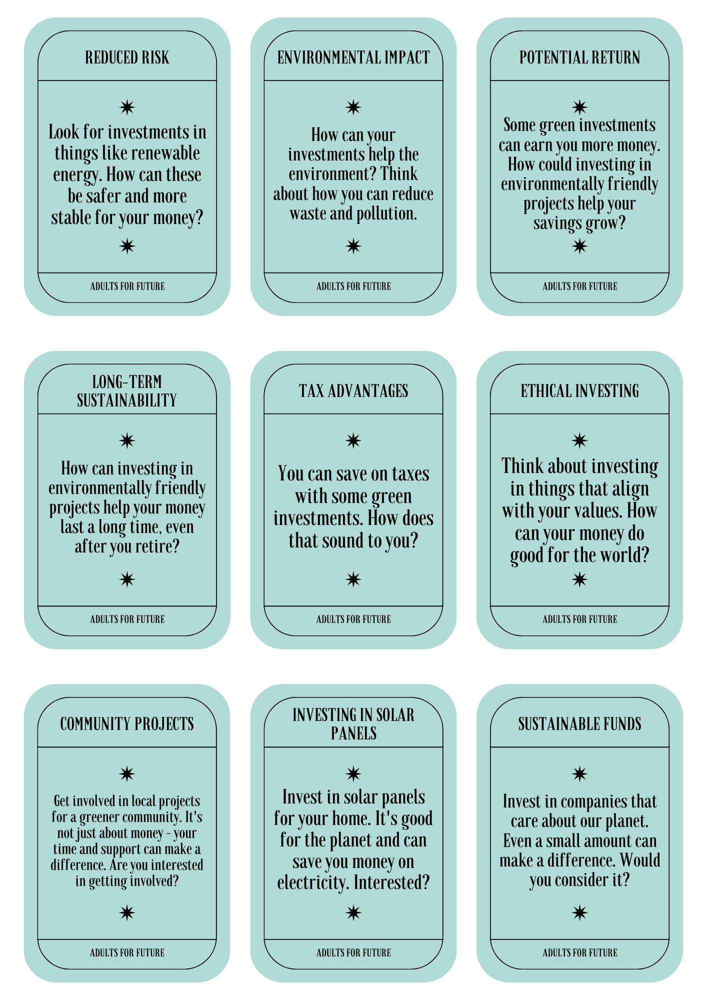 REDUCED RISK
Look for investments in
things like renewable
energy. How can these
be safer and more
stable for your money?
ADULTS FOR FUTURE
ENVIRONMENTAL IMPACT
How can your
investments help the
environment? Think
about how you can reduce
waste and pollution.
ADULTS FOR FUTURE
POTENTIAL RETURN
Some green investments
can earn you more money.
How could investing in
environmentally friendly
projects help your
savings grow?
ADULTS FOR FUTURE
LONG-TERM
SUSTAINABILITY
How can investing in
environmentally friendly
projects help your money
last a long time, even
after you retire?
ADULTS FOR FUTURE
TAX ADVANTAGES
You can save on taxes
with some green
investments. How does
that sound to you?
ADULTS FOR FUTURE
ETHICAL INVESTING
Think about investing
in things that align
with your values. How
can your money do
good for the world?
ADULTS FOR FUTURE
COMMUNITY PROJECTS
Get involved in local projects
for a greener community. It's
not just about money - your
time and support can make a
difference. Are you interested
in getting involved?
ADULTS FOR FUTURE
INVESTING IN SOLAR
PANELS
Invest in solar panels
for your home. It's good
for the planet and can
save you money on
electricity. Interested?
ADULTS FOR FUTURE
SUSTAINABLE FUNDS
Invest in companies that
care about our planet.
Even a small amount can
make a difference. Would
you consider it?
ADULTS FOR FUTURE